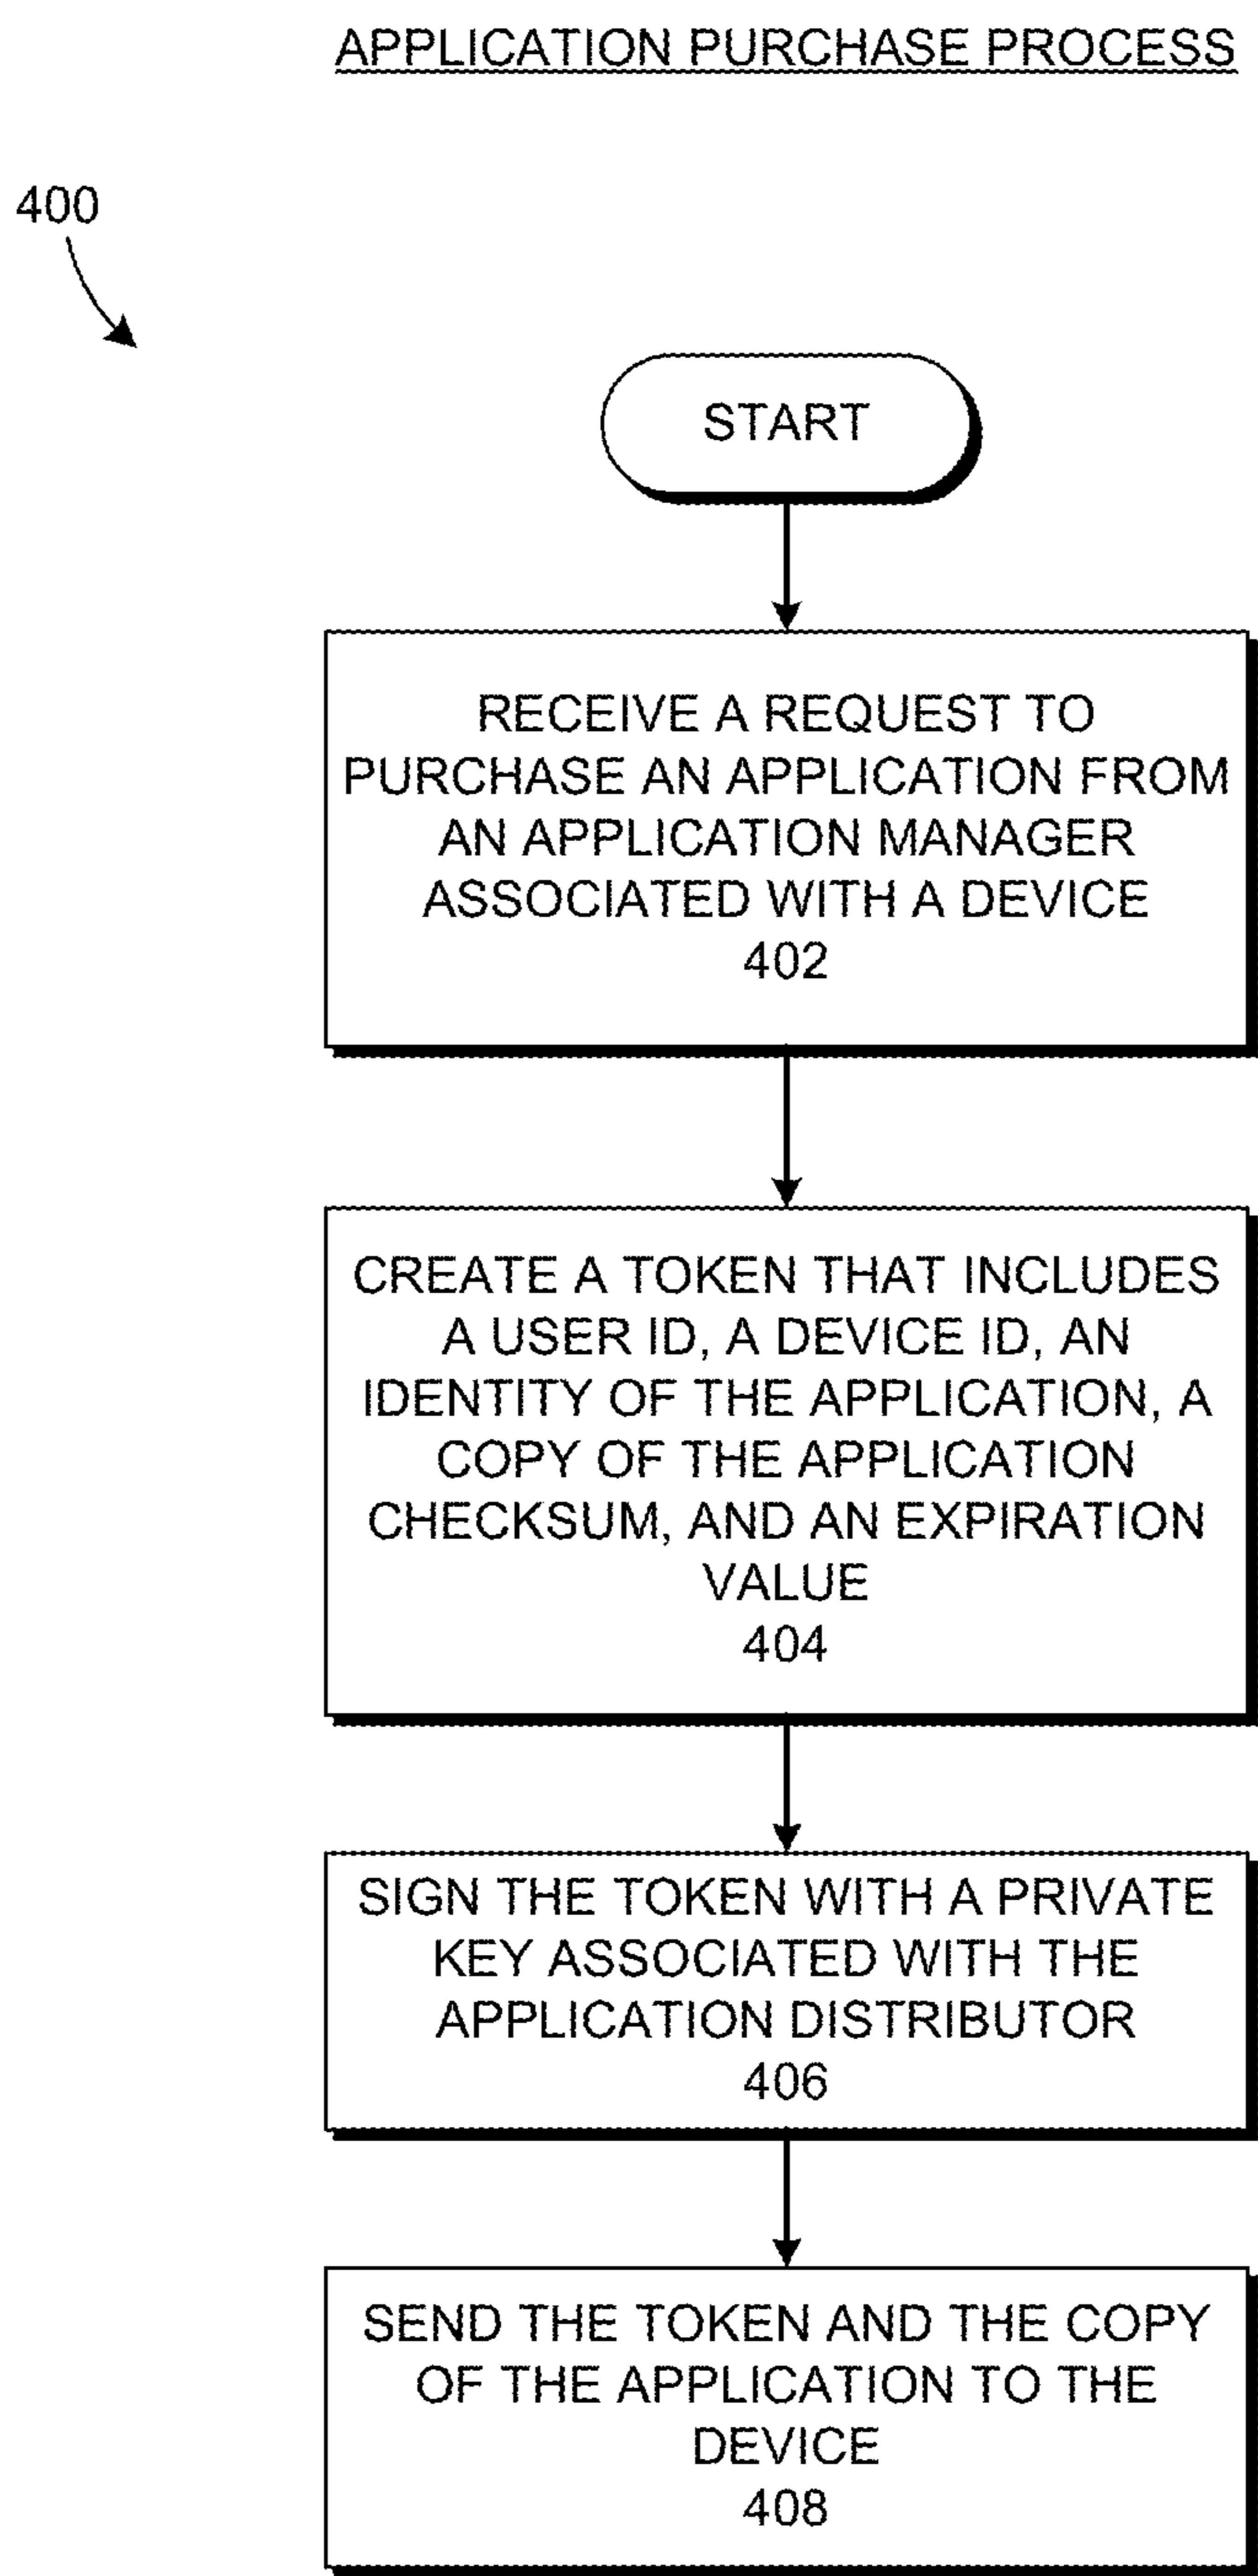 APPLICATION PURCHASE PROCESS
400
START
RECEIVE A REQUEST TO
PURCHASE AN APPLICATION FROM
AN APPLICATION MANAGER
ASSOCIATED WITH A DEVICE
402
CREATE A TOKEN THAT INCLUDES
A USER ID, A DEVICE ID, AN
IDENTITY OF THE APPLICATION, A
COPY OF THE APPLICATION
CHECKSUM, AND AN EXPIRATION
VALUE
404
SIGN THE TOKEN WITH A PRIVATE
KEY ASSOCIATED WITH THE
APPLICATION DISTRIBUTOR
406
SEND THE TOKEN AND THE COPY
OF THE APPLICATION TO THE
DEVICE
408